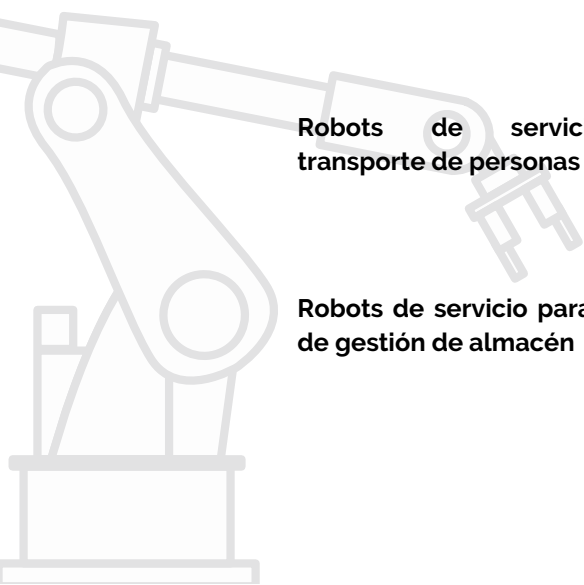 Robots de servic
transporte de personas
Robots de servicio para
de gestión de almacén